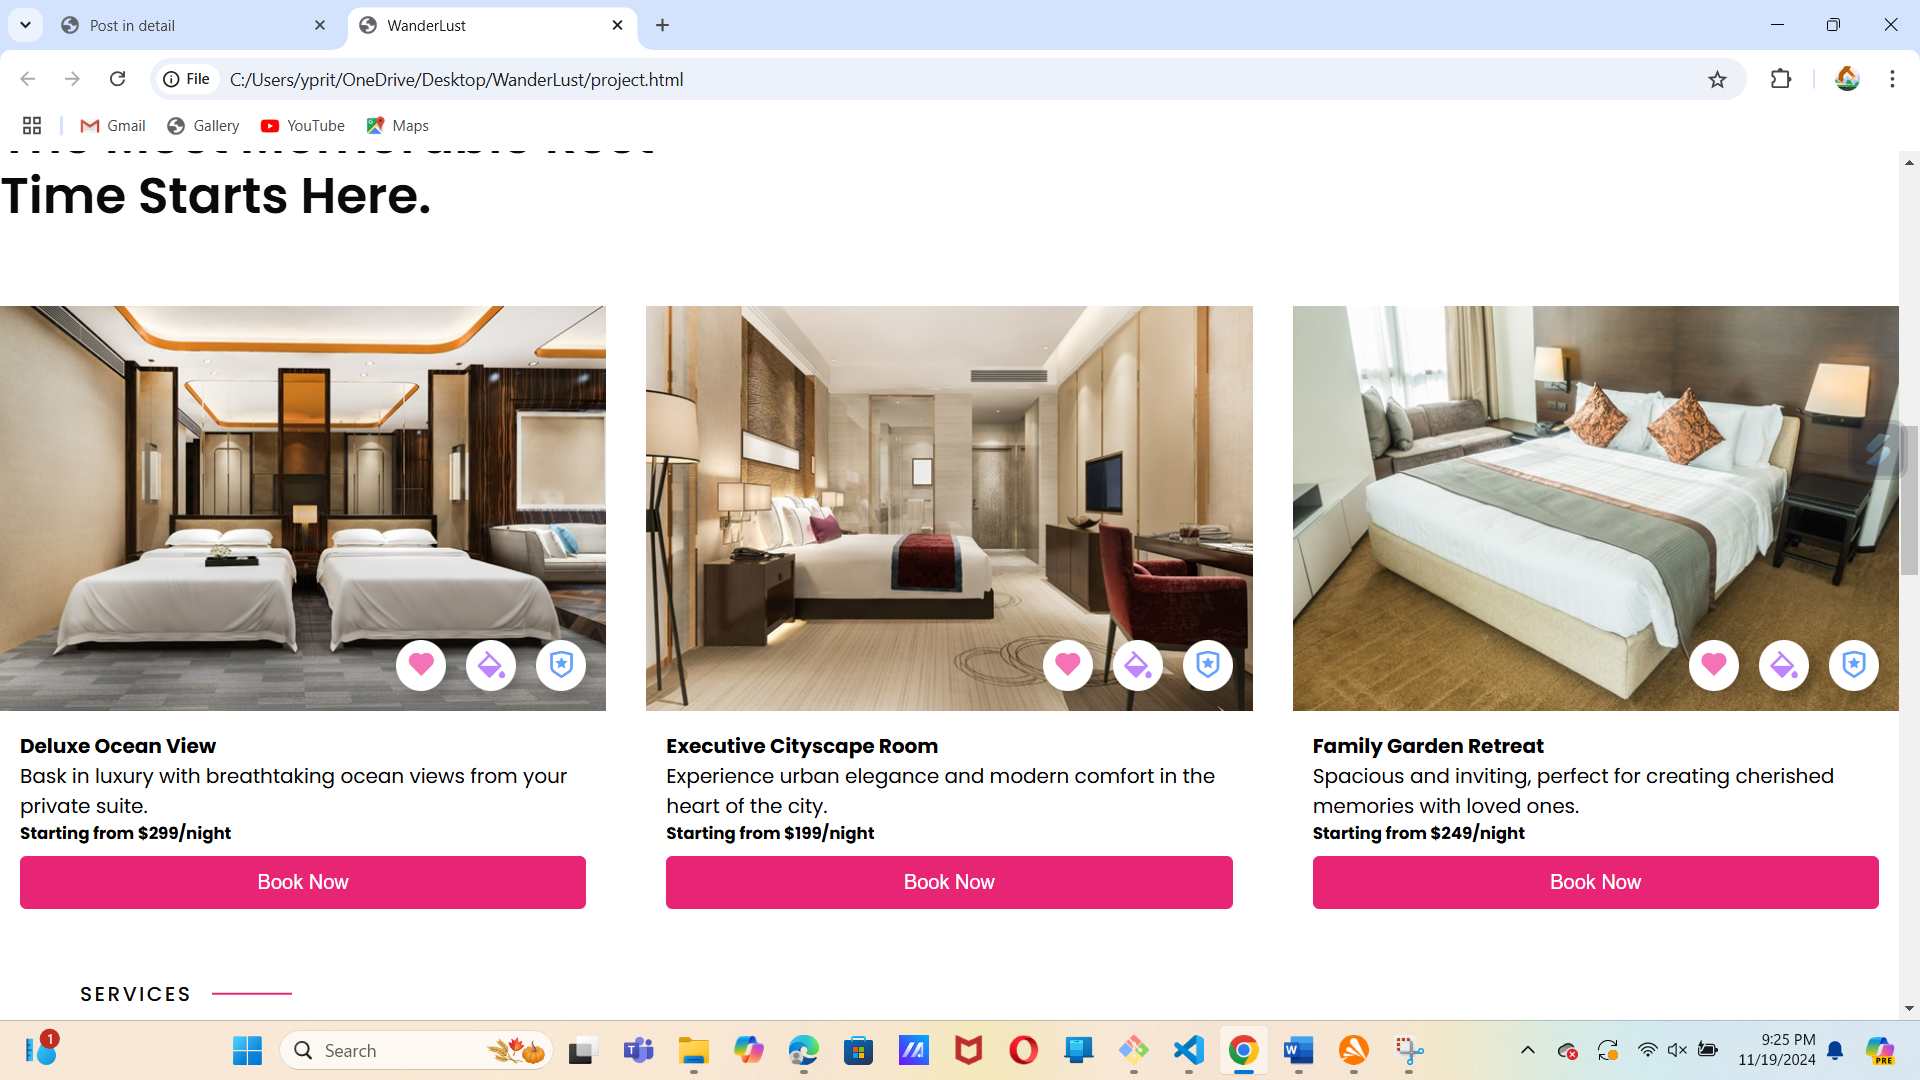 Post in detail
WanderLust
File
C:/Users/yprit/OneDrive/Desktop/WanderLust/project.html
Gmail
Gallery
YouTube
Maps
Time Starts Here.
Deluxe Ocean View
Bask in luxury with breathtaking ocean views from your
private suite.
Starting from $299/night
Book Now
Executive Cityscape Room
Experience urban elegance and modern comfort in the
heart of the city.
Starting from $199/night
Book Now
Family Garden Retreat
Spacious and inviting, perfect for creating cherished
memories with loved ones.
Starting from $249/night
Book Now
SERVICES
1
Search
9:25 PM
11/19/2024
PRE